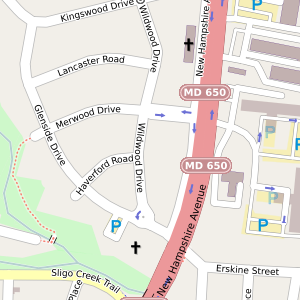 Kingswood Drive
Wildwood Drive
New Hampshire A
Lancaster Road
MD 650
Merwood Drive
Glenside Drive
Wildwood Drive
Haverford Road
MD 650
P
P
P
P
P
P
New Hampshire Avenue
Erskine Street
Sligo Creek Trail
Place